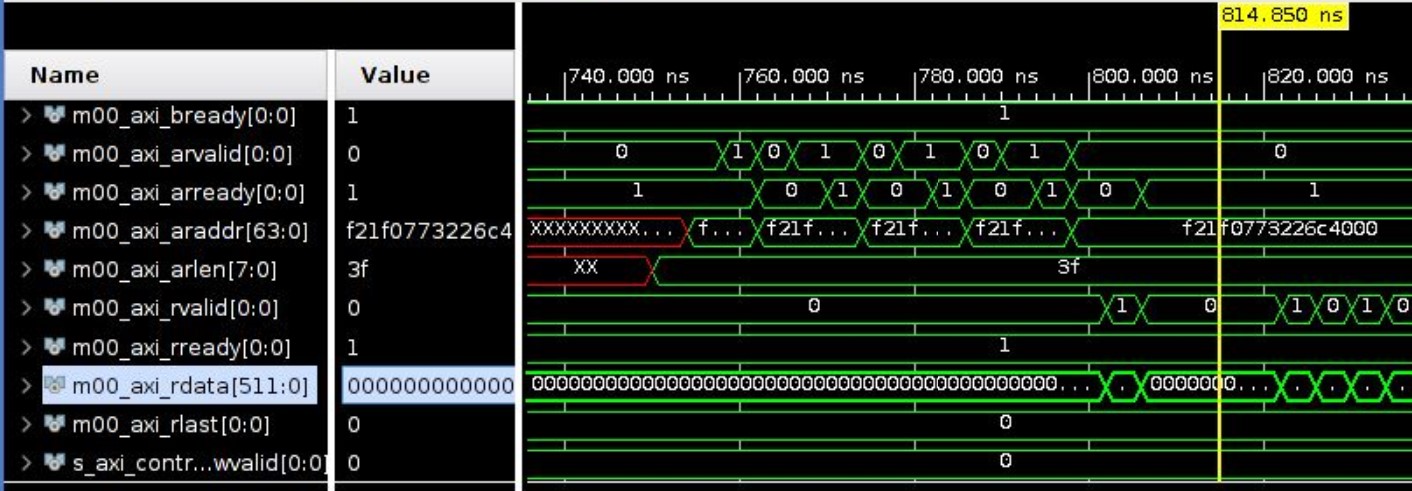 814.850 ns
Name Value 740.000 ns 760.000 ns 780.000 ns 800.000 ns 820.000 ns
m00_axi_bready[0:0] 1 1
m00_axi_arvalid[0:0] 0 0 1 0 1 0 1 0 1 0
m00_axi_arready[0:0] 1 1 0 1 0 1 0 1 0 1
m00_axi_araddr[63:0] f21f0773226c4 XXXXXXXXX... f... f21f... f21f... f21f... f21f0773226c4000
m00_axi_arlen[7:0] 3f XX 3f
m00_axi_rvalid[0:0] 0 0 1 0 1 0 1 0
m00_axi_rready[0:0] 1 1
m00_axi_rdata[511:0] 000000000000 00000000000000000000000000000000000000000000... . 0000000... . . . .
m00_axi_rlast[0:0] 0 0
s_axi_contr...wvalid[0:0] 0 0